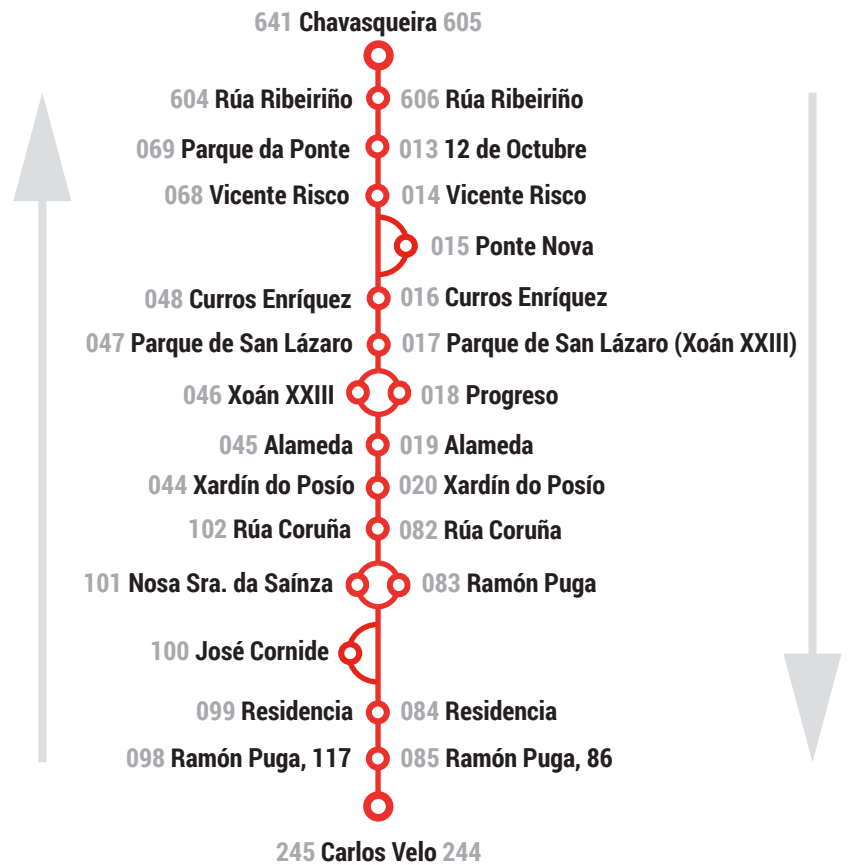 641 Chavasqueira 605
604 Rúa Ribeiriño 606 Rúa Ribeiriño
069 Parque da Ponte 013 12 de Octubre
068 Vicente Risco 014 Vicente Risco
015 Ponte Nova
048 Curros Enríquez 016 Curros Enríquez
047 Parque de San Lázaro 017 Parque de San Lázaro (Xoán XXIII)
046 Xoán XXIII 018 Progreso
045 Alameda 019 Alameda
044 Xardín do Posío 020 Xardín do Posío
102 Rúa Coruña 082 Rúa Coruña
101 Nosa Sra. da Saínza 083 Ramón Puga
100 José Cornide
099 Residencia 084 Residencia
098 Ramón Puga, 117 085 Ramón Puga, 86
245 Carlos Velo 244